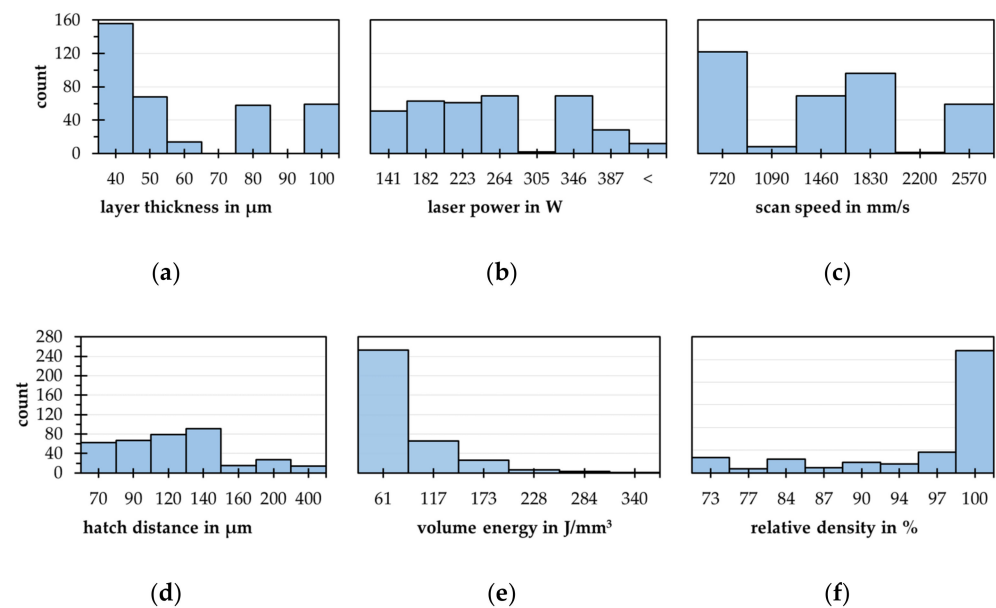 160
120
80
40
0
count
40 50 60 70 80 90 100
layer thickness in µm
141 182 223 264 305 346 387 <
laser power in W
720 1090 1460 1830 2200 2570
scan speed in mm/s
(a)
(b)
(c)
280
240
200
160
120
80
40
0
count
70 90 120 140 160 200 400
hatch distance in µm
61 117 173 228 284 340
volume energy in J/mm³
73 77 84 87 90 94 97 100
relative density in %
(d)
(e)
(f)